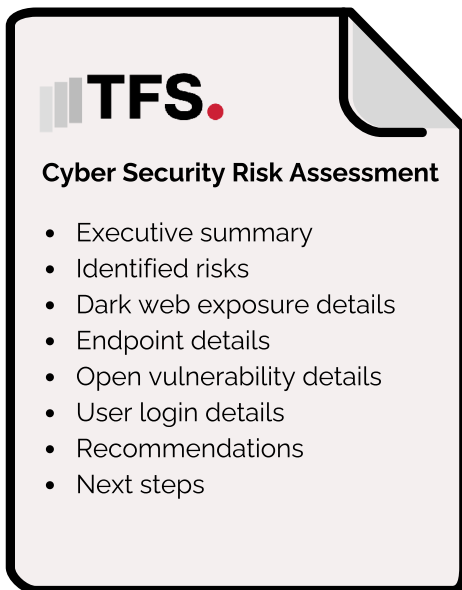 TFS.
Cyber Security Risk Assessment
• Executive summary
• Identified risks
• Dark web exposure details
• Endpoint details
• Open vulnerability details
• User login details
• Recommendations
• Next steps